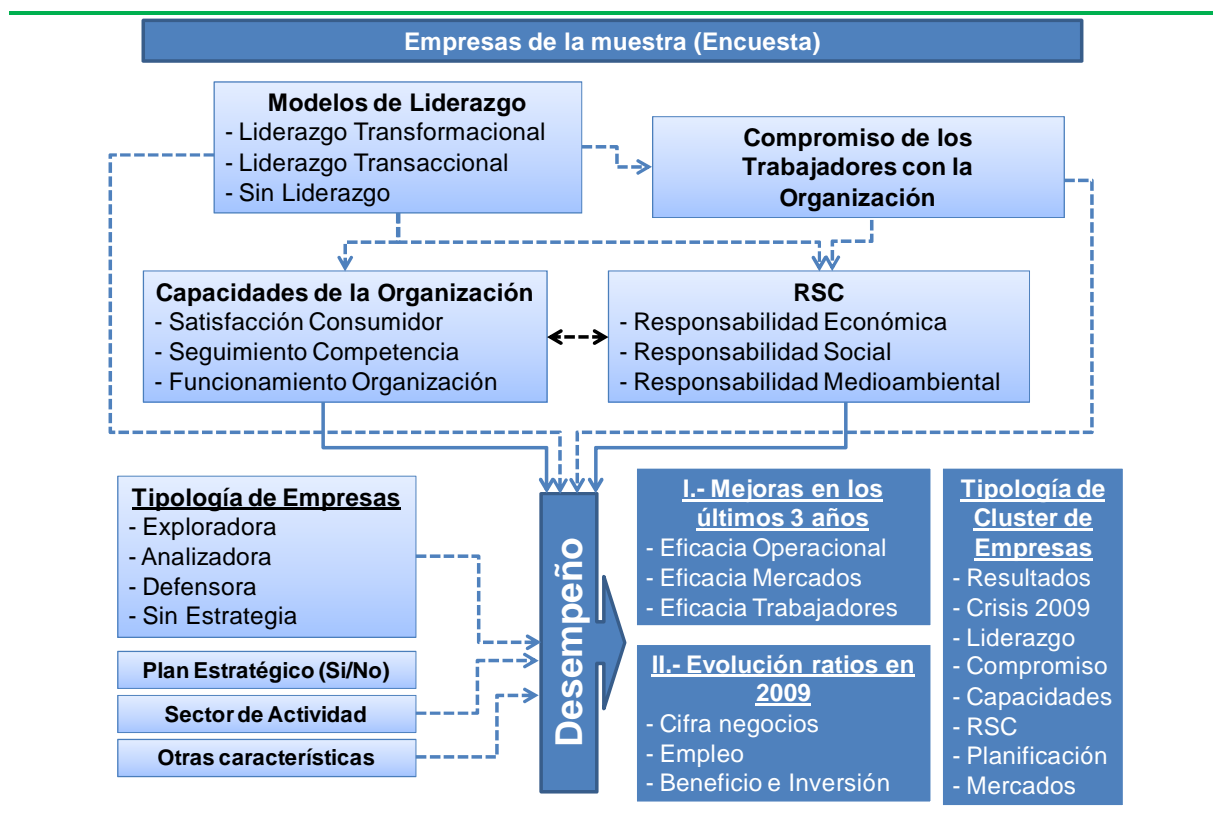 Empresas de la muestra (Encuesta)
Modelos de Liderazgo
- Liderazgo Transformacional
- Liderazgo Transaccional
- Sin Liderazgo
Compromiso de los
Trabajadores con la
Organización
Capacidades de la Organización
- Satisfacción Consumidor
- Seguimiento Competencia
- Funcionamiento Organización
RSC
- Responsabilidad Económica
- Responsabilidad Social
- Responsabilidad Medioambiental
Tipología de Empresas
- Exploradora
- Analizadora
- Defensora
- Sin Estrategia
Plan Estratégico (Si/No)
Sector de Actividad
Otras características
Desempeño
I.- Mejoras en los
últimos 3 años
- Eficacia Operacional
- Eficacia Mercados
- Eficacia Trabajadores
II.- Evolución ratios en
2009
- Cifra negocios
- Empleo
- Beneficio e Inversión
Tipología de
Cluster de
Empresas
- Resultados
- Crisis 2009
- Liderazgo
- Compromiso
- Capacidades
- RSC
- Planificación
- Mercados